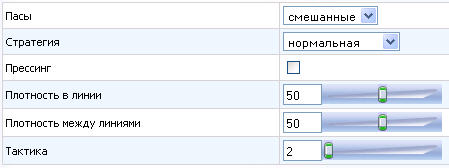 Пасы смешанные
Стратегия нормальная
Прессинг
Плотность в линии 50
Плотность между линиями 50
Тактика 2